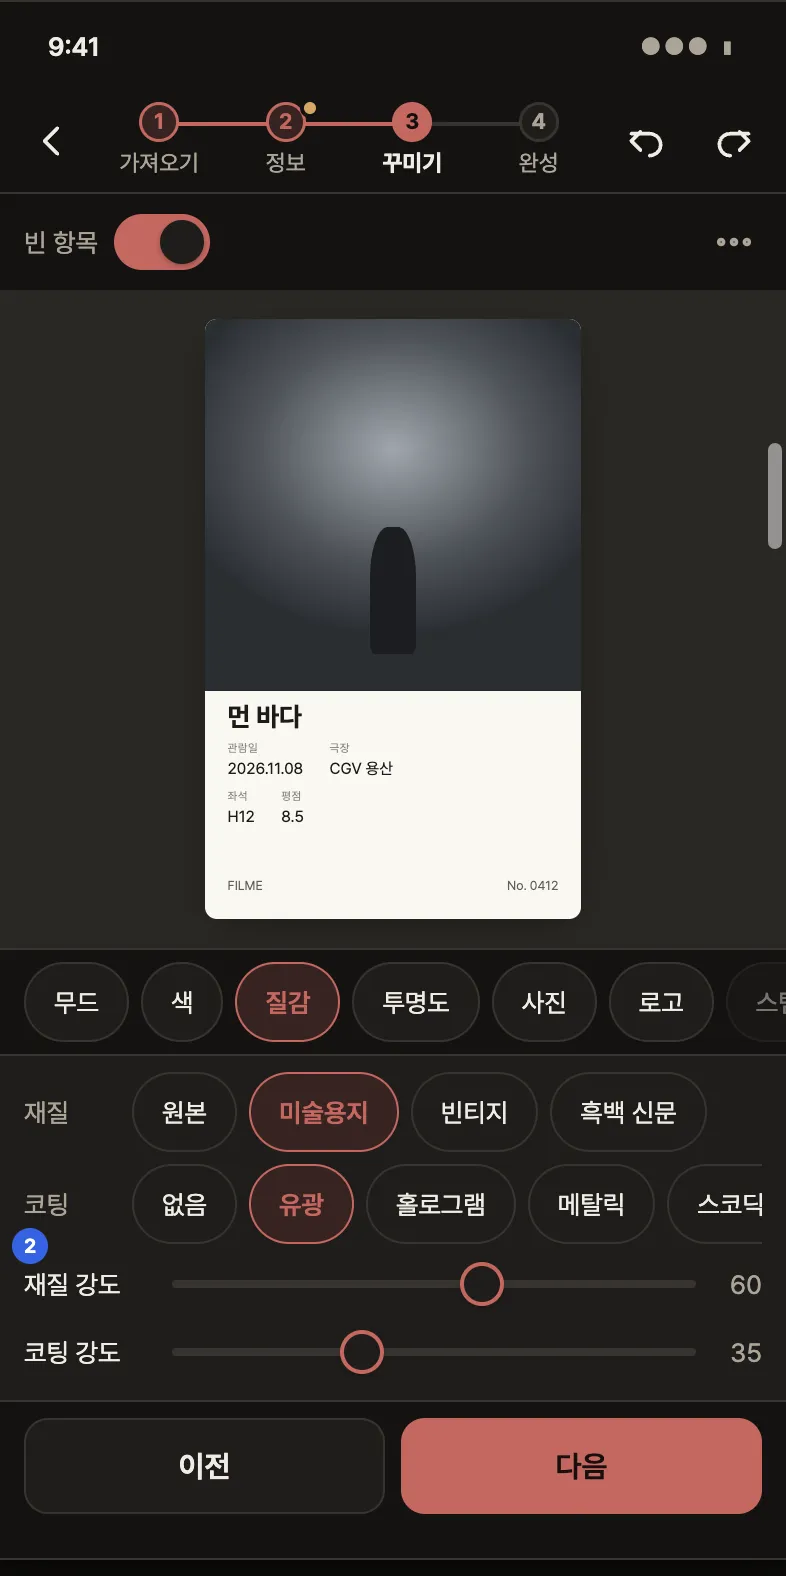 9:41
1 2 3 4
가져오기 정보 꾸미기 완성
빈 항목
먼 바다
관람일 극장
2026.11.08 CGV 용산
좌석 평점
H12 8.5
FILME No. 0412
무드 색 질감 투명도 사진 로고
재질 원본 미술용지 빈티지 흑백 신문
코팅 없음 유광 홀로그램 메탈릭 스코딕
2
재질 강도 60
코팅 강도 35
이전 다음